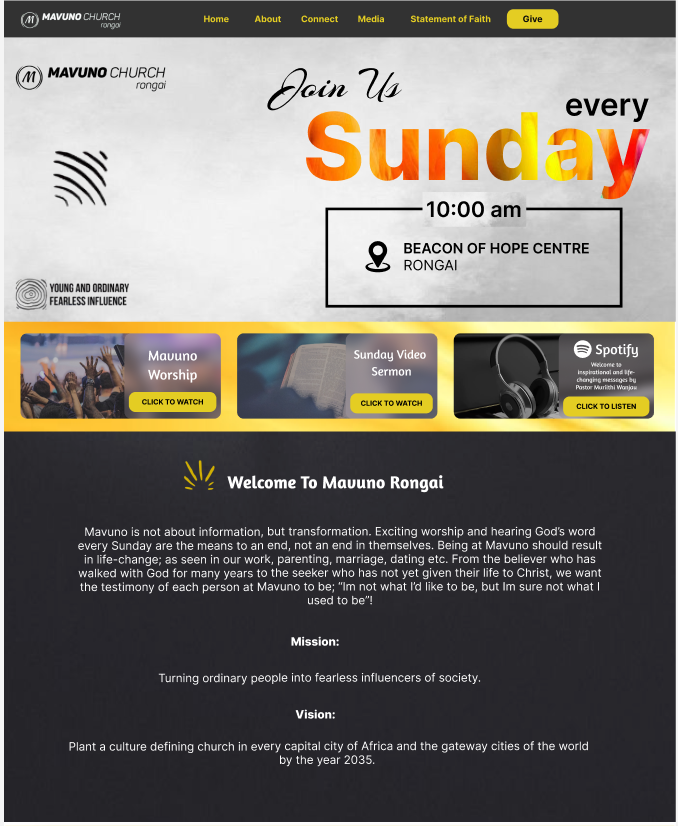 M MAVUNO CHURCH
rongai
Home About Connect Media Statement of Faith Give
M MAVUNO CHURCH
rongai
Join Us
every
Sunday
10:00 am
BEACON OF HOPE CENTRE
RONGAI
YOUNG AND ORDINARY
FEARLESS INFLUENCE
Mavuno
Worship
CLICK TO WATCH
Sunday Video
Sermon
CLICK TO WATCH
Spotify
Welcome to
inspirational and life-
changing messages by
Pastor Muriithi Wanjau
CLICK TO LISTEN
Welcome To Mavuno Rongai
Mavuno is not about information, but transformation. Exciting worship and hearing God’s word
every Sunday are the means to an end, not an end in themselves. Being at Mavuno should result
in life-change; as seen in our work, parenting, marriage, dating etc. From the believer who has
walked with God for many years to the seeker who has not yet given their life to Christ, we want
the testimony of each person at Mavuno to be; “Im not what I’d like to be, but Im sure not what I
used to be”!
Mission:
Turning ordinary people into fearless influencers of society.
Vision:
Plant a culture defining church in every capital city of Africa and the gateway cities of the world
by the year 2035.